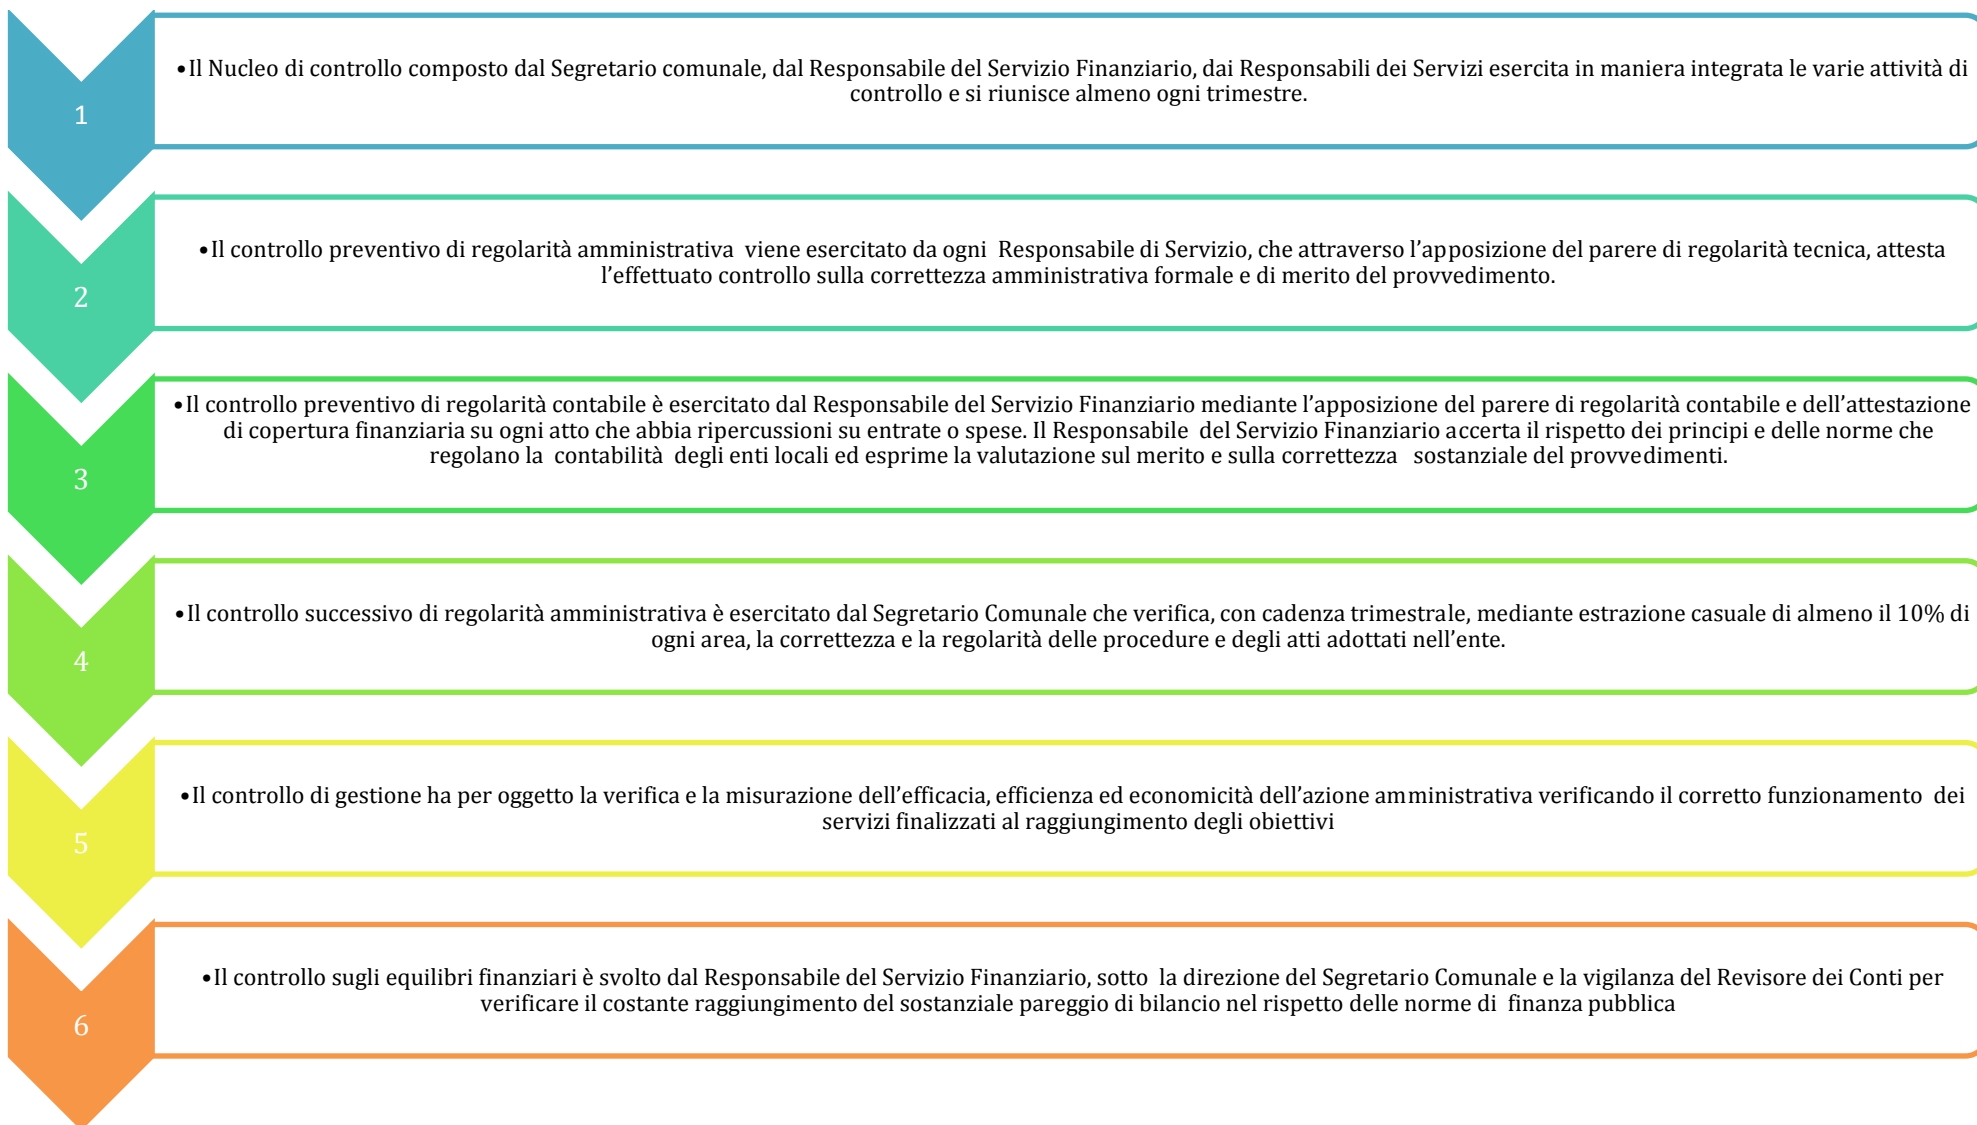 1
•Il Nucleo di controllo composto dal Segretario comunale, dal Responsabile del Servizio Finanziario, dai Responsabili dei Servizi esercita in maniera integrata le varie attività di
controllo e si riunisce almeno ogni trimestre.
2
•Il controllo preventivo di regolarità amministrativa viene esercitato da ogni Responsabile di Servizio, che attraverso l’apposizione del parere di regolarità tecnica, attesta
l’effettuato controllo sulla correttezza amministrativa formale e di merito del provvedimento.
3
•Il controllo preventivo di regolarità contabile è esercitato dal Responsabile del Servizio Finanziario mediante l’apposizione del parere di regolarità contabile e dell’attestazione
di copertura finanziaria su ogni atto che abbia ripercussioni su entrate o spese. Il Responsabile del Servizio Finanziario accerta il rispetto dei principi e delle norme che
regolano la contabilità degli enti locali ed esprime la valutazione sul merito e sulla correttezza sostanziale del provvedimenti.
4
•Il controllo successivo di regolarità amministrativa è esercitato dal Segretario Comunale che verifica, con cadenza trimestrale, mediante estrazione casuale di almeno il 10% di
ogni area, la correttezza e la regolarità delle procedure e degli atti adottati nell’ente.
5
•Il controllo di gestione ha per oggetto la verifica e la misurazione dell’efficacia, efficienza ed economicità dell’azione amministrativa verificando il corretto funzionamento dei
servizi finalizzati al raggiungimento degli obiettivi
6
•Il controllo sugli equilibri finanziari è svolto dal Responsabile del Servizio Finanziario, sotto la direzione del Segretario Comunale e la vigilanza del Revisore dei Conti per
verificare il costante raggiungimento del sostanziale pareggio di bilancio nel rispetto delle norme di finanza pubblica